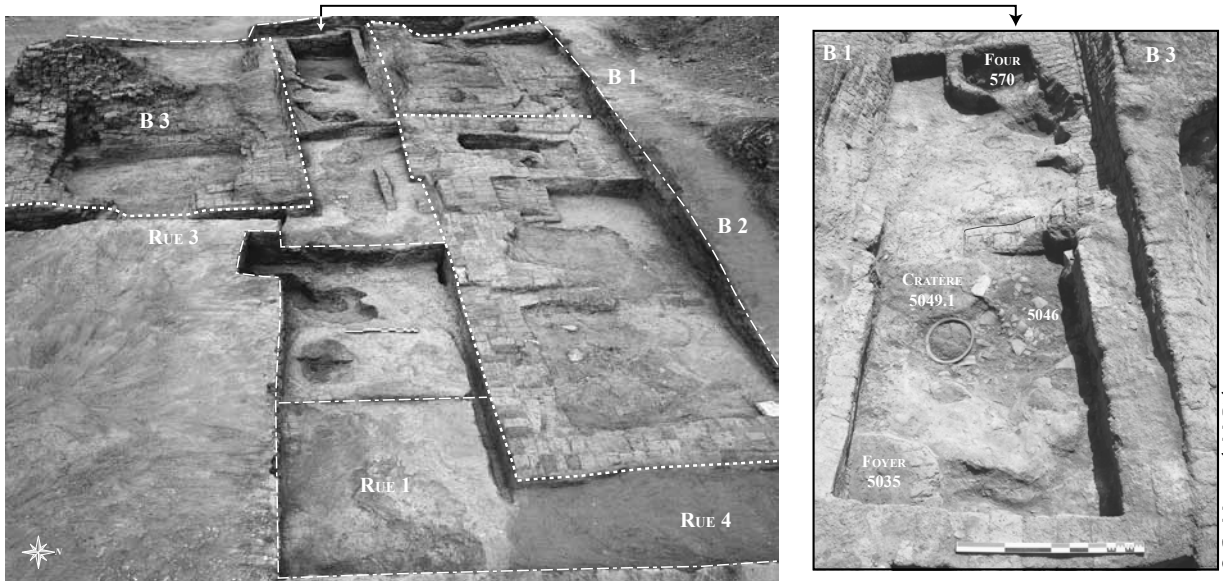 B 3
B 1
B 2
RUE 3
RUE 1
RUE 4
N
B 1
FOUR
570
B 3
CRATÈRE
5049.1
5046
FOYER
5035